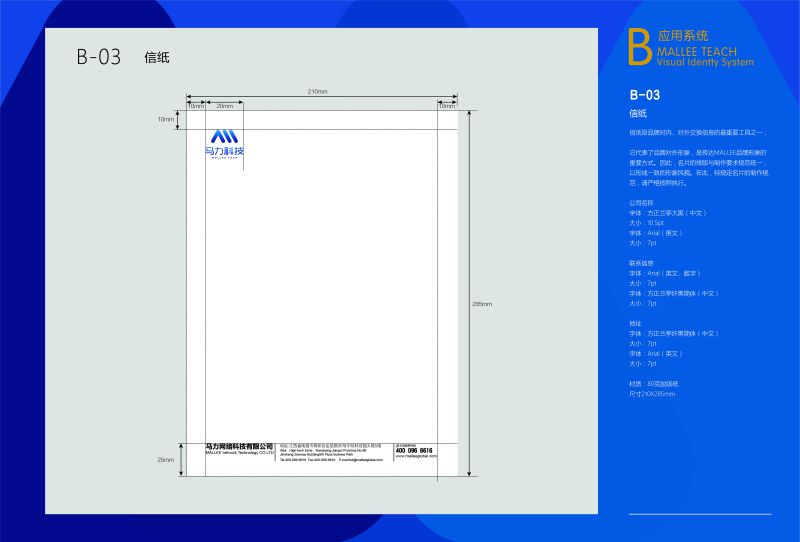 B-03 信纸
210mm
10mm 20mm 10mm
10mm
马力科技
MALLEE TECH
285mm
25mm
马力网络科技有限公司
MALLEE network Technology CO.LTD
Jinsheng Science Building5th Floor,Science Park
Tel:400-096-6616 Fax:400-096-6616
400 096 6616
www.malleeglobal.com
B 应用系统
MALLEE TEACH
Visual Identty System
B-03
信纸
信纸是品牌对内、对外交换信息的最重要工具之一，
它代表了品牌对外形象，是传达MALLEE品牌形象的
重要方式。因此，名片的排版与制作要求规范统一，
以形成一致的形象风貌。在此，特规定名片的制作规
范，请严格按照执行。
公司名称
字体：方正兰亭大黑（中文）
大小：10.5pt
字体：Arial（英文）
大小：7pt
联系信息
字体：Arial（英文、数字）
大小：7pt
字体：方正兰亭纤黑简体（中文）
大小：7pt
地址
字体：方正兰亭纤黑简体（中文）
大小：7pt
字体：Arial（英文）
大小：7pt
材质：80克胶版纸
尺寸210X285mm